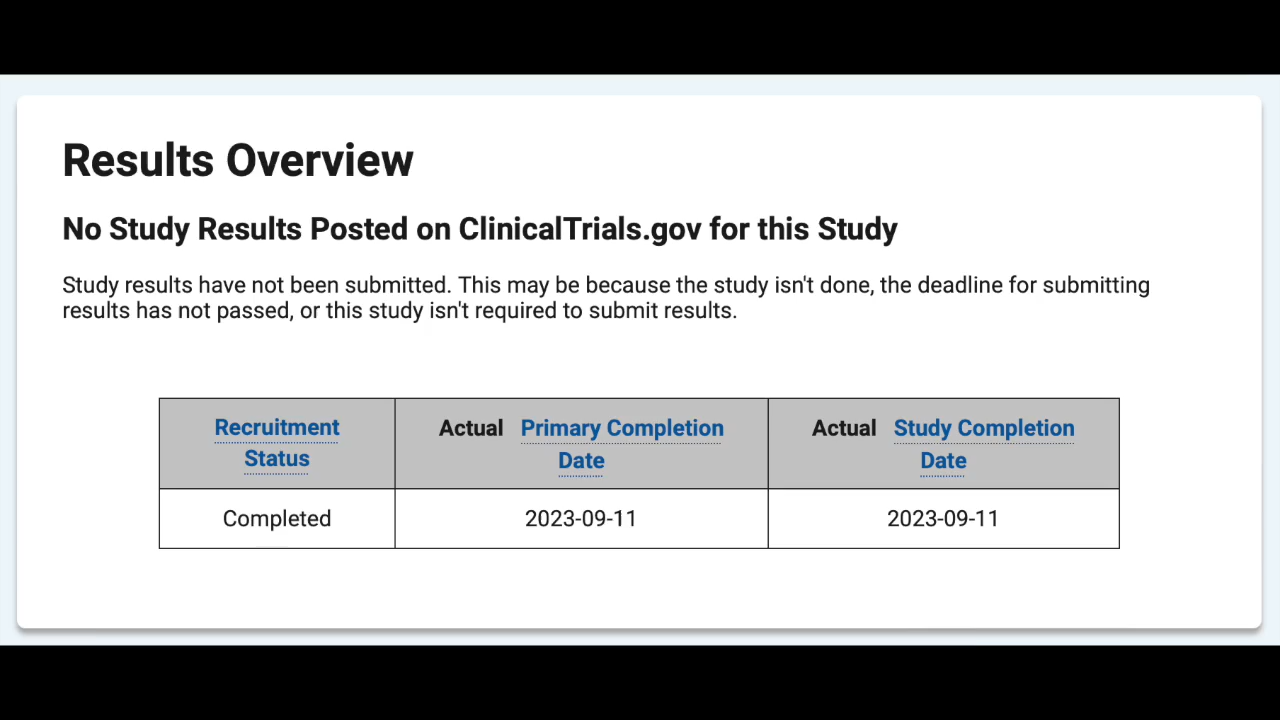 Results Overview
No Study Results Posted on ClinicalTrials.gov for this Study
Study results have not been submitted. This may be because the study isn't done, the deadline for submitting
results has not passed, or this study isn't required to submit results.
Recruitment
Status
Actual Primary Completion
Date
Actual Study Completion
Date
Completed
2023-09-11
2023-09-11